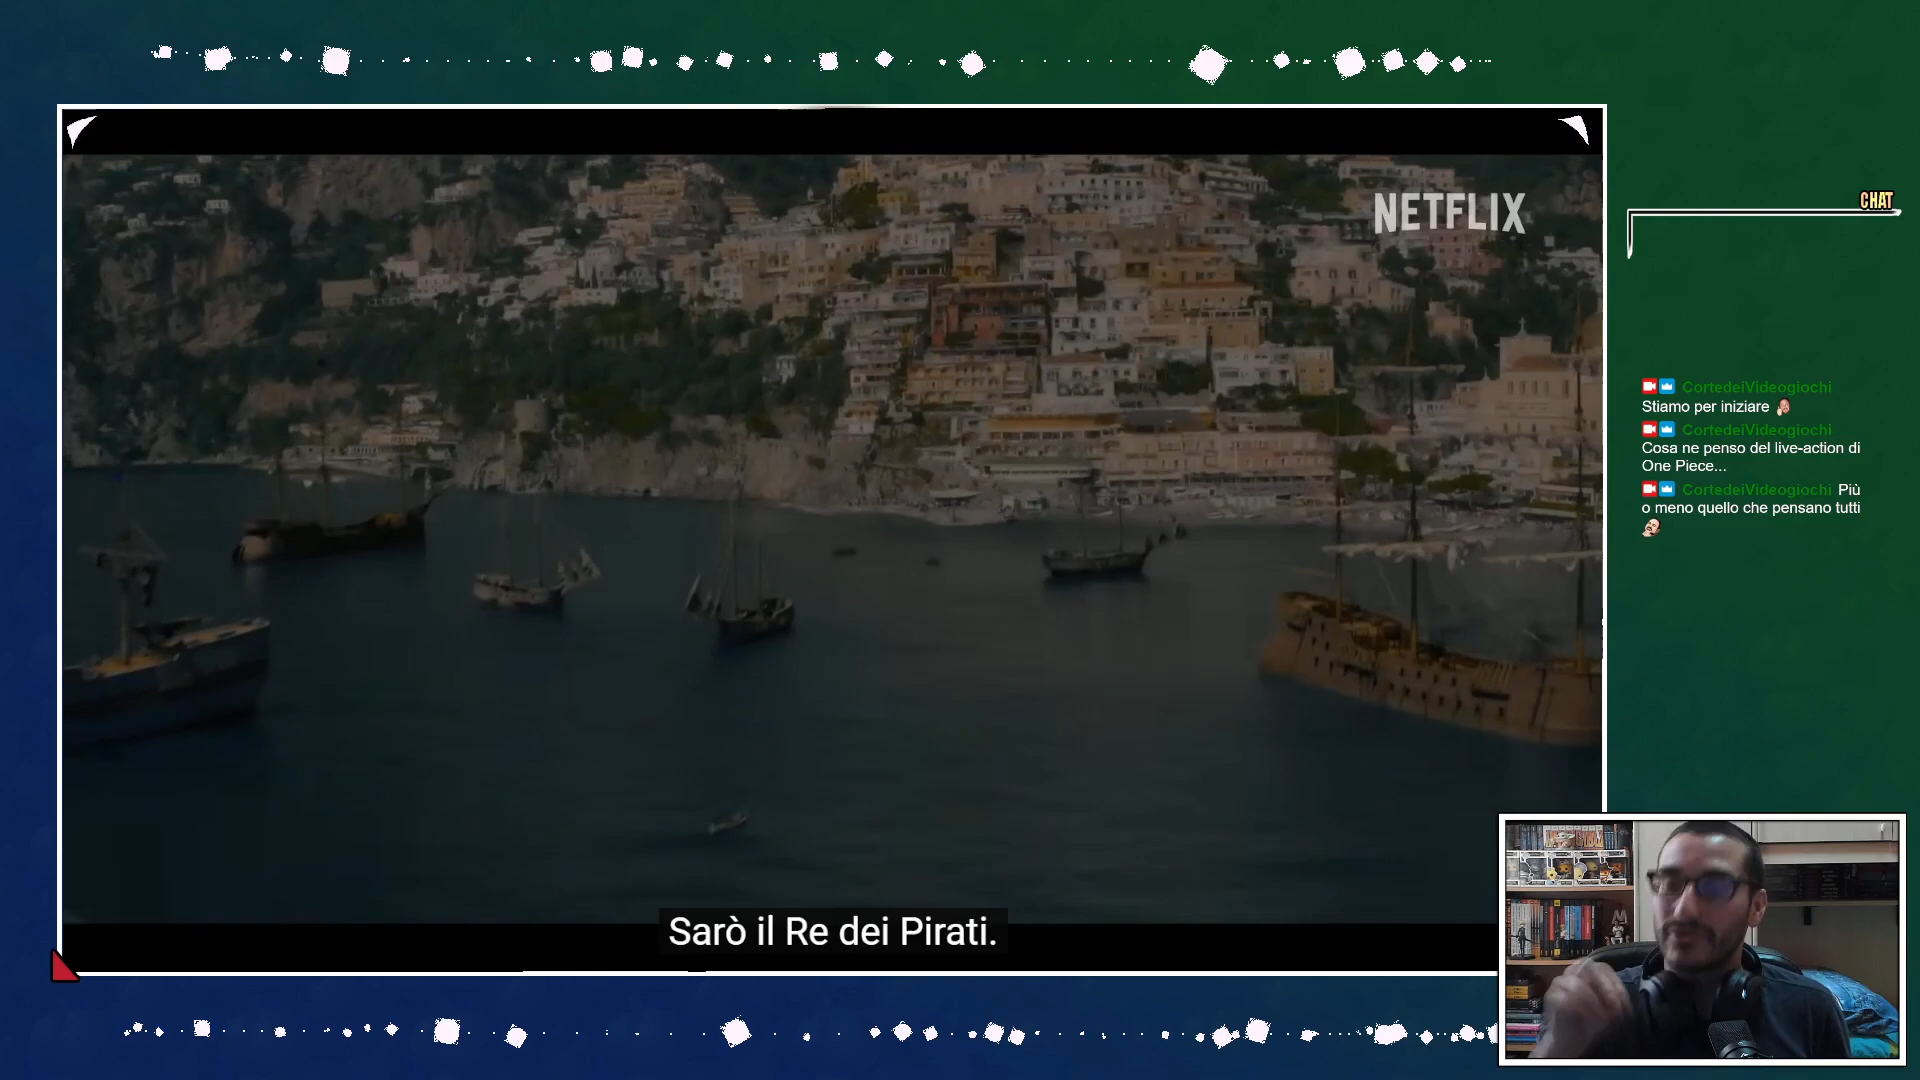 NETFLIX
CHAT
CortedeiVideogiochi
Stiamo per iniziare
CortedeiVideogiochi
Cosa ne penso del live-action di
One Piece...
CortedeiVideogiochi Più
o meno quello che pensano tutti
Sarò il Re dei Pirati.